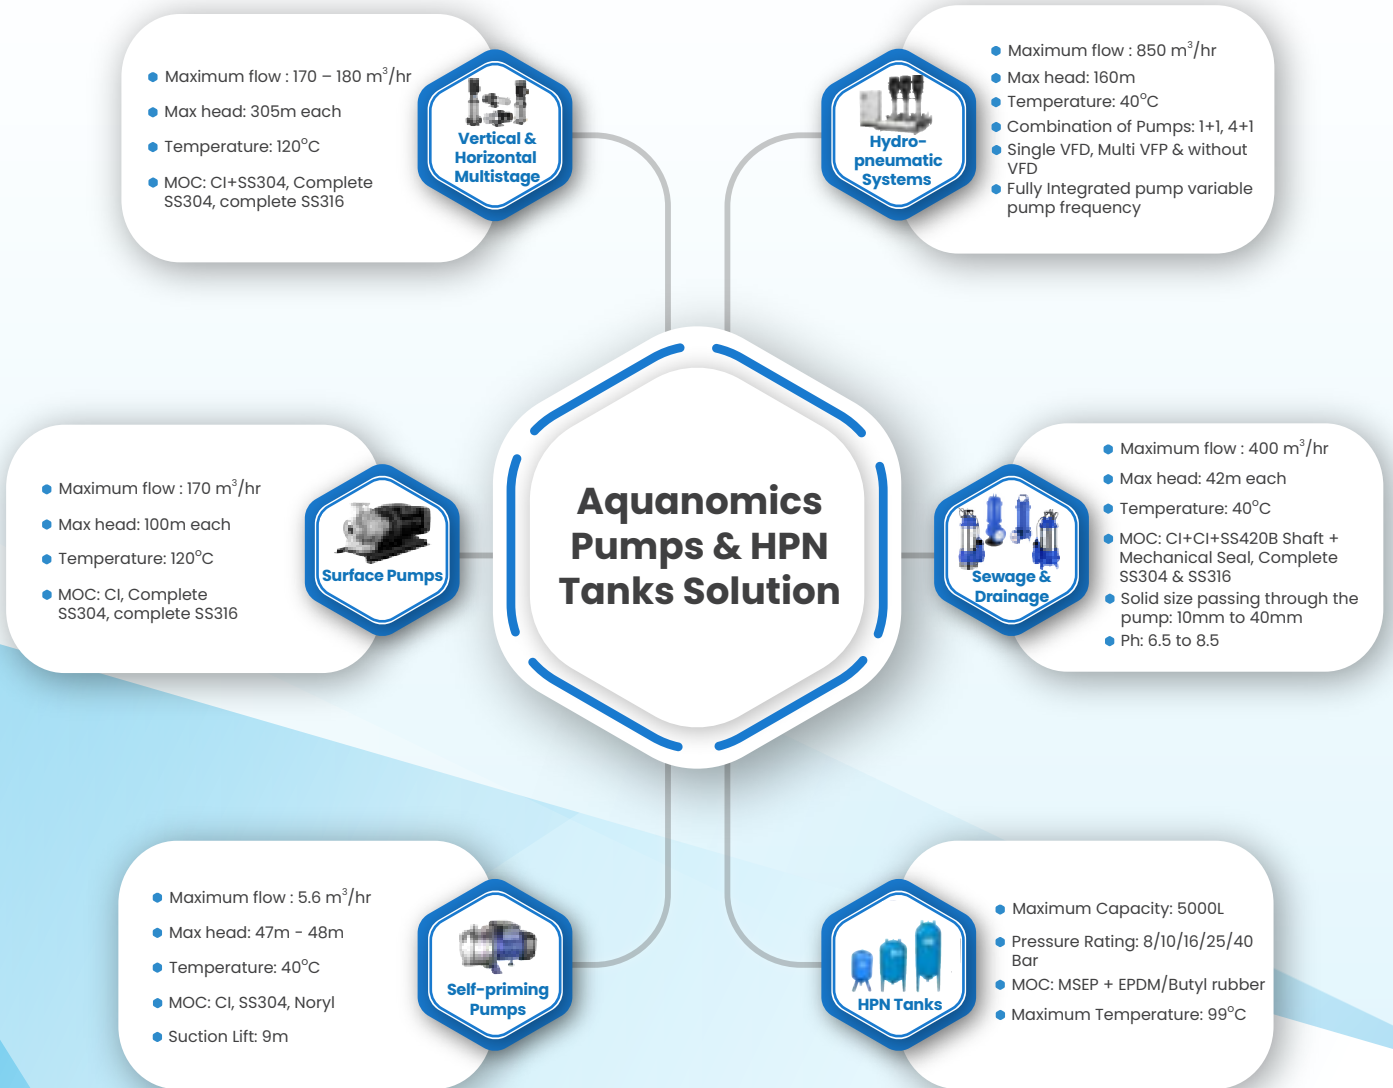 Maximum flow : 170 – 180 m³/hr
Max head: 305m each
Temperature: 120°C
MOC: CI+SS304, Complete
SS304, complete SS316
Vertical &
Horizontal
Multistage
Hydro-
pneumatic
Systems
Maximum flow : 850 m³/hr
Max head: 160m
Temperature: 40°C
Combination of Pumps: 1+1, 4+1
Single VFD, Multi VFP & without
VFD
Fully Integrated pump variable
pump frequency
Maximum flow : 170 m³/hr
Max head: 100m each
Temperature: 120°C
MOC: CI, Complete
SS304, complete SS316
Surface Pumps
Aquanomics
Pumps & HPN
Tanks Solution
Sewage &
Drainage
Maximum flow : 400 m³/hr
Max head: 42m each
Temperature: 40°C
MOC: CI+CI+SS420B Shaft +
Mechanical Seal, Complete
SS304 & SS316
Solid size passing through the
pump: 10mm to 40mm
Ph: 6.5 to 8.5
Maximum flow : 5.6 m³/hr
Max head: 47m - 48m
Temperature: 40°C
MOC: CI, SS304, Noryl
Suction Lift: 9m
Self-priming
Pumps
HPN Tanks
Maximum Capacity: 5000L
Pressure Rating: 8/10/16/25/40
Bar
MOC: MSEP + EPDM/Butyl rubber
Maximum Temperature: 99°C